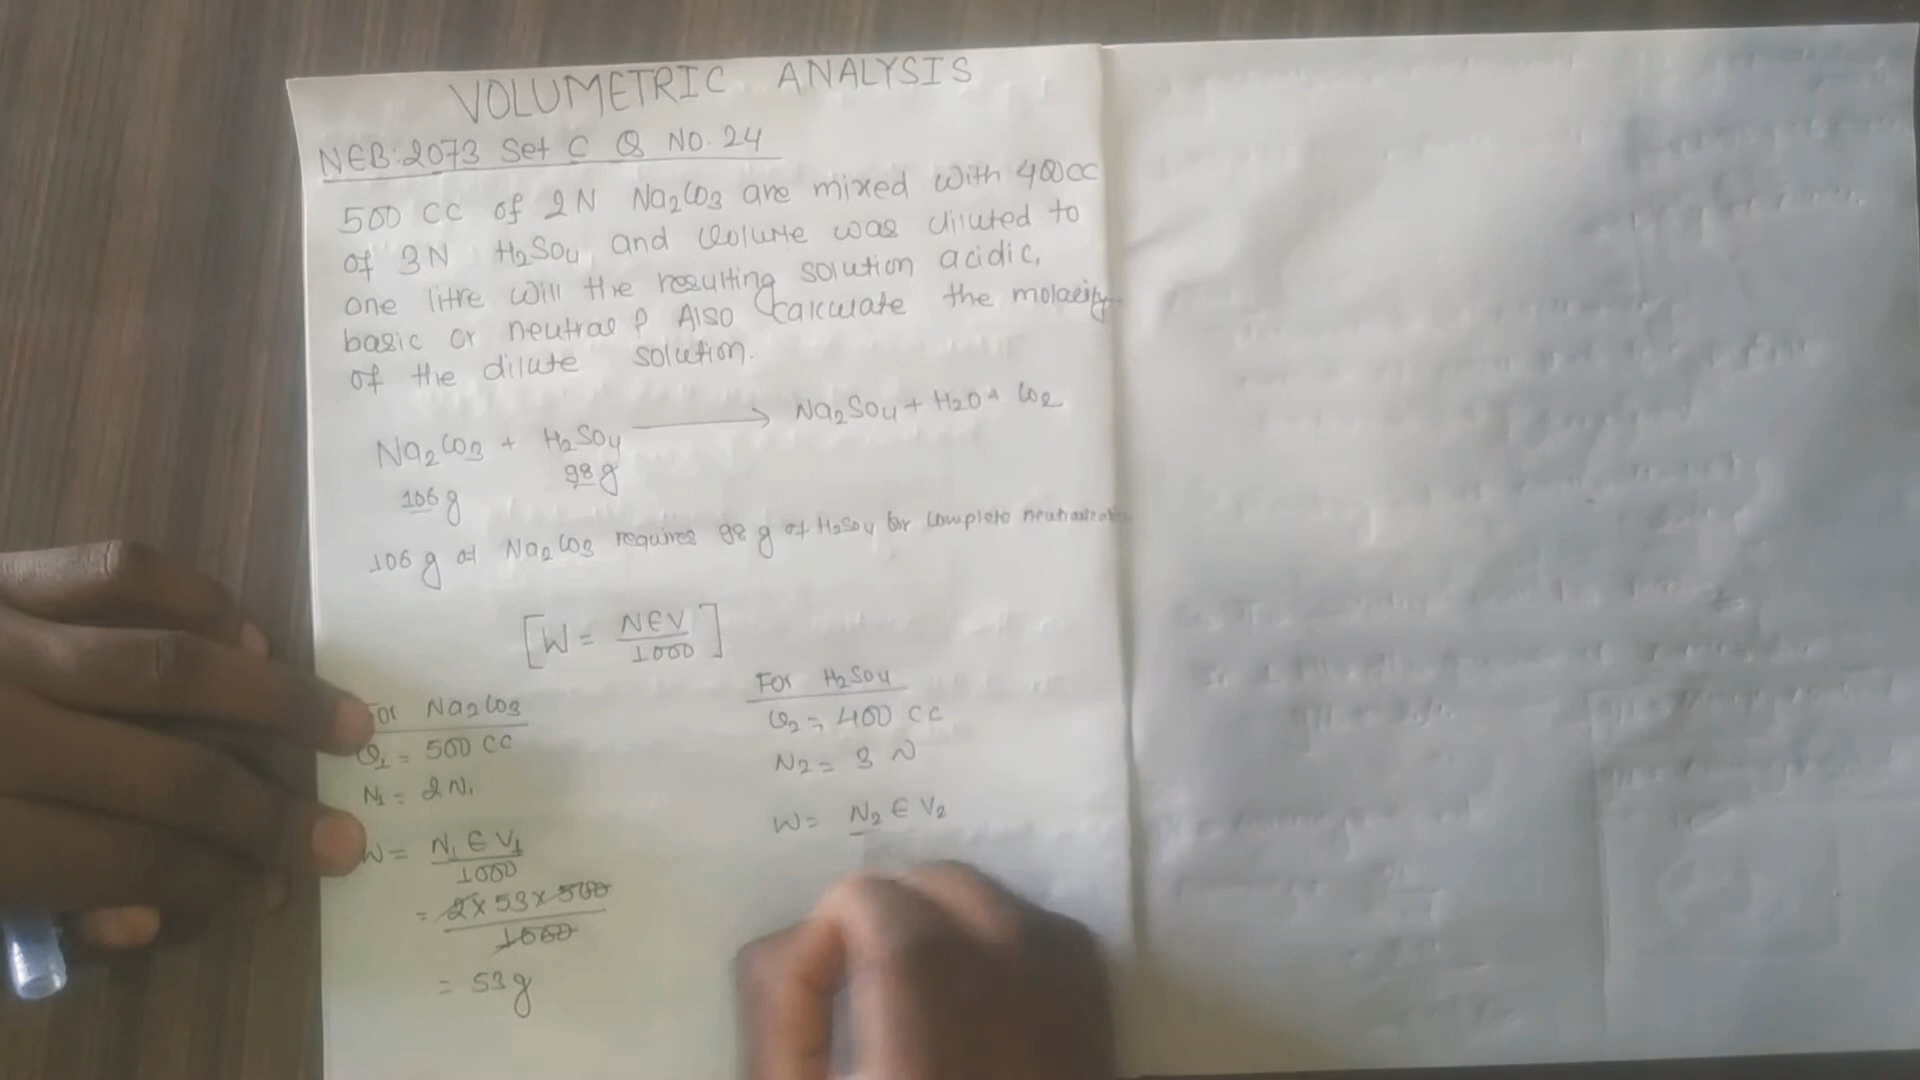 VOLUMETRIC ANALYSIS
NEB:2073 Set C Q NO. 24
500 CC of 2N Na2CO3 are mixed with 400CC
of 3N H2SO4 and volume was diluted to
one litre will the resulting solution acidic,
basic or neutral ? Also calculate the molarity
of the dilute solution.
Na2CO3 + H2SO4 → Na2SO4 + H2O + CO2
106 g 98 g
106 g of Na2CO3 requires 98 g of H2SO4 for complete neutralization
[W = NEV/1000]
For Na2CO3
V1 = 500 CC
N1 = 2N
W = N1 E V1/1000
= 2 x 53 x 500/1000
= 53 g
For H2SO4
V2 = 400 CC
N2 = 3 N
W = N2 E V2